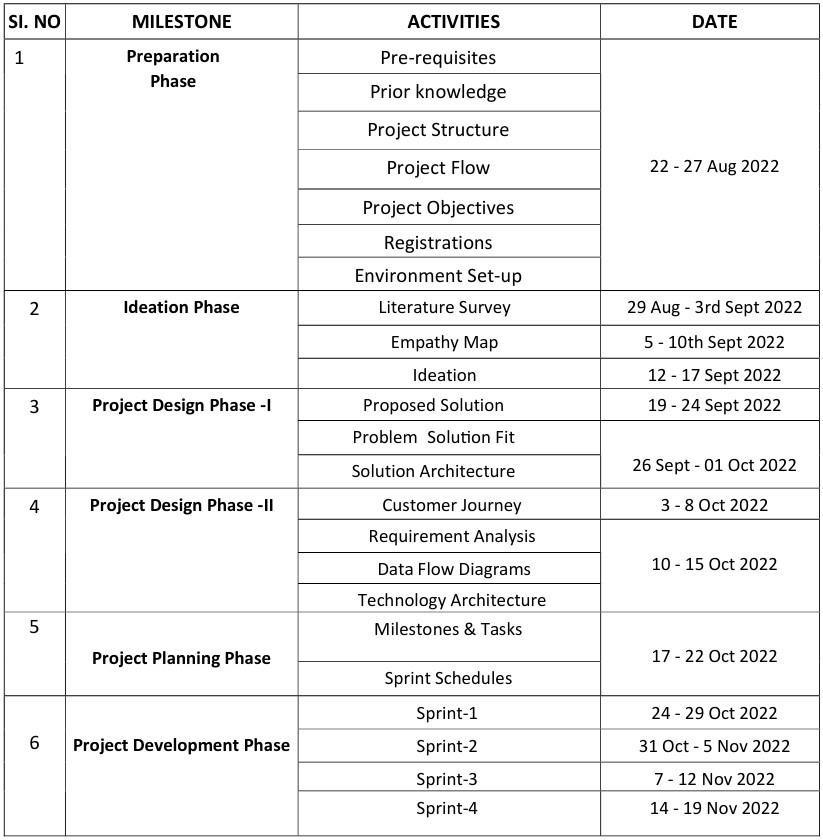 SI. NO MILESTONE ACTIVITIES DATE
1 Preparation Phase Pre-requisites
Prior knowledge
Project Structure
Project Flow 22 - 27 Aug 2022
Project Objectives
Registrations
Environment Set-up
2 Ideation Phase Literature Survey 29 Aug - 3rd Sept 2022
Empathy Map 5 - 10th Sept 2022
Ideation 12 - 17 Sept 2022
3 Project Design Phase -I Proposed Solution 19 - 24 Sept 2022
Problem Solution Fit
Solution Architecture 26 Sept - 01 Oct 2022
4 Project Design Phase -II Customer Journey 3 - 8 Oct 2022
Requirement Analysis
Data Flow Diagrams 10 - 15 Oct 2022
Technology Architecture
5 Milestones & Tasks
Project Planning Phase 17 - 22 Oct 2022
Sprint Schedules
Sprint-1 24 - 29 Oct 2022
6 Project Development Phase Sprint-2 31 Oct - 5 Nov 2022
Sprint-3 7 - 12 Nov 2022
Sprint-4 14 - 19 Nov 2022